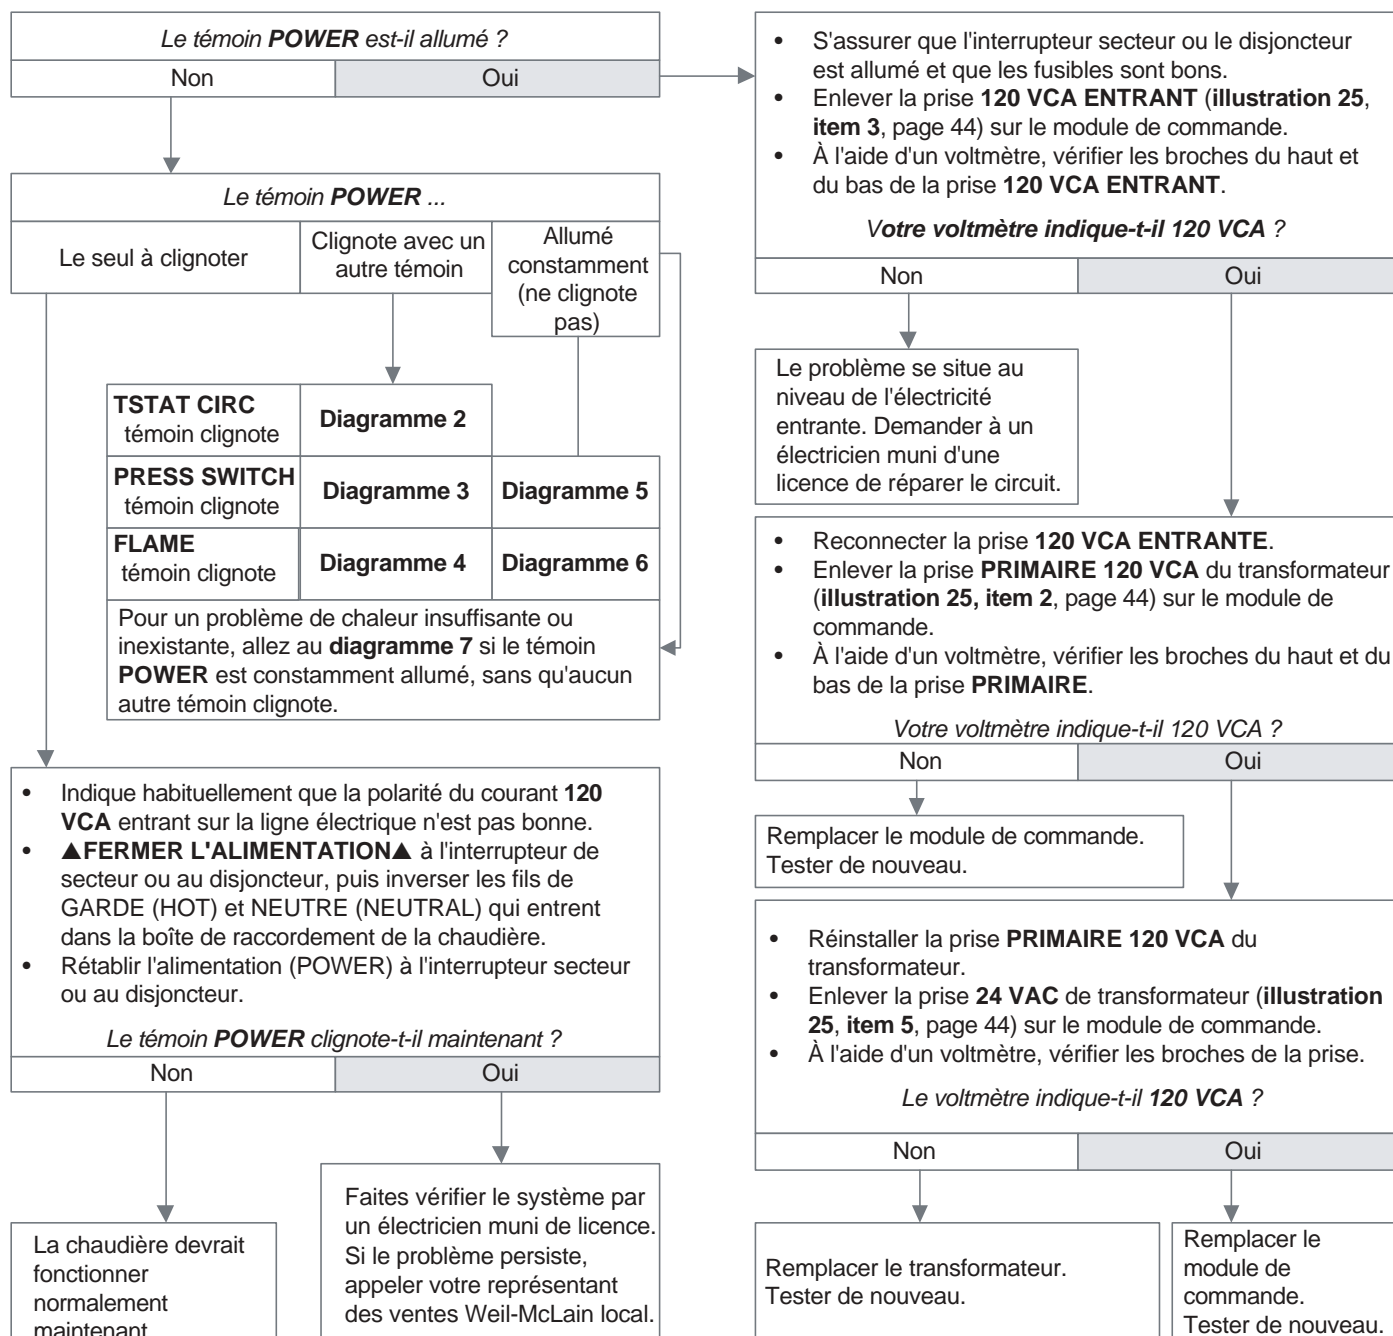 Le témoin POWER est-il allumé ?
Non
Oui
Le témoin POWER ...
Le seul à clignoter
Clignote avec un
autre témoin
Allumé
constamment
(ne clignote
pas)
TSTAT CIRC
témoin clignote
Diagramme 2
PRESS SWITCH
témoin clignote
Diagramme 3
Diagramme 5
FLAME
témoin clignote
Diagramme 4
Diagramme 6
Pour un problème de chaleur insuffisante ou
inexistante, allez au diagramme 7 si le témoin
POWER est constamment allumé, sans qu'aucun
autre témoin clignote.
• Indique habituellement que la polarité du courant 120
VCA entrant sur la ligne électrique n'est pas bonne.
• ▲FERMER L'ALIMENTATION▲ à l'interrupteur de
secteur ou au disjoncteur, puis inverser les fils de
GARDE (HOT) et NEUTRE (NEUTRAL) qui entrent
dans la boîte de raccordement de la chaudière.
• Rétablir l'alimentation (POWER) à l'interrupteur secteur
ou au disjoncteur.
Le témoin POWER clignote-t-il maintenant ?
Non
Oui
La chaudière devrait
fonctionner
normalement
maintenant
Faites vérifier le système par
un électricien muni de licence.
Si le problème persiste,
appeler votre représentant
des ventes Weil-McLain local.
• S'assurer que l'interrupteur secteur ou le disjoncteur
est allumé et que les fusibles sont bons.
• Enlever la prise 120 VCA ENTRANT (illustration 25,
item 3, page 44) sur le module de commande.
• À l'aide d'un voltmètre, vérifier les broches du haut et
du bas de la prise 120 VCA ENTRANT.
Votre voltmètre indique-t-il 120 VCA ?
Non
Oui
Le problème se situe au
niveau de l'électricité
entrante. Demander à un
électricien muni d'une
licence de réparer le circuit.
• Reconnecter la prise 120 VCA ENTRANTE.
• Enlever la prise PRIMAIRE 120 VCA du transformateur
(illustration 25, item 2, page 44) sur le module de
commande.
• À l'aide d'un voltmètre, vérifier les broches du haut et du
bas de la prise PRIMAIRE.
Votre voltmètre indique-t-il 120 VCA ?
Non
Oui
Remplacer le module de commande.
Tester de nouveau.
• Réinstaller la prise PRIMAIRE 120 VCA du
transformateur.
• Enlever la prise 24 VAC de transformateur (illustration
25, item 5, page 44) sur le module de commande.
• À l'aide d'un voltmètre, vérifier les broches de la prise.
Le voltmètre indique-t-il 120 VCA ?
Non
Oui
Remplacer le transformateur.
Tester de nouveau.
Remplacer le
module de
commande.
Tester de nouveau.